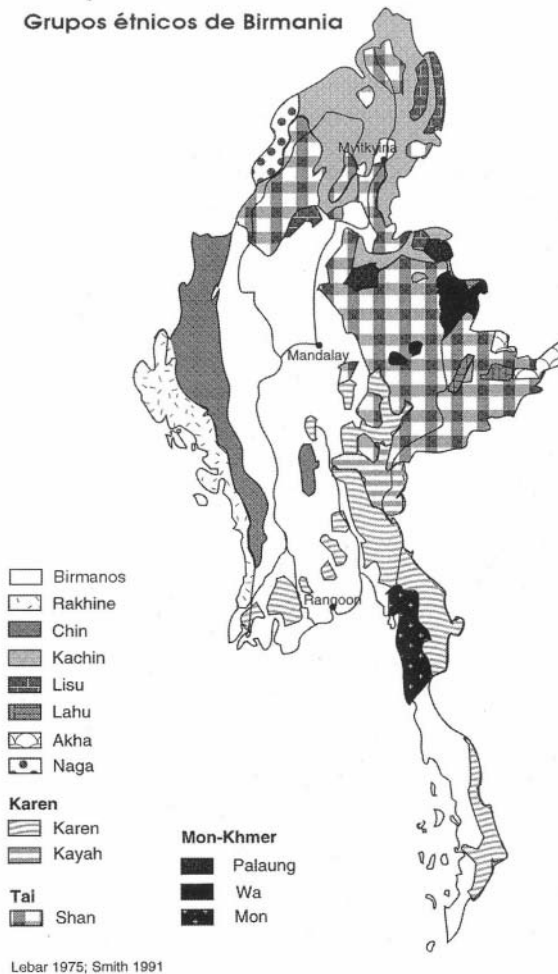 Grupos étnicos de Birmania
Myitkyina
Mandalay
Rangoon
Birmanos
Rakhine
Chin
Kachin
Lisu
Lahu
Akha
Naga
Karen
Karen
Kayah
Tai
Shan
Mon-Khmer
Palaung
Wa
Mon
Lebar 1975; Smith 1991